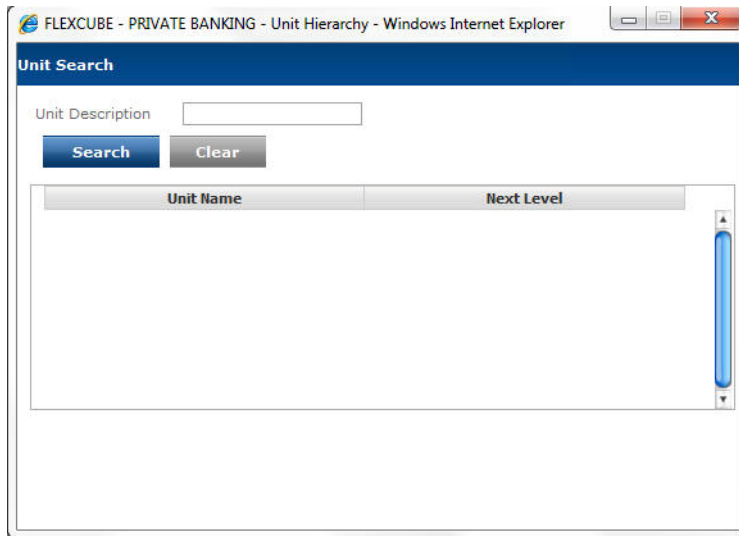 FLEXCUBE - PRIVATE BANKING - Unit Hierarchy - Windows Internet Explorer
Unit Search
Unit Description
Search Clear
Unit Name Next Level